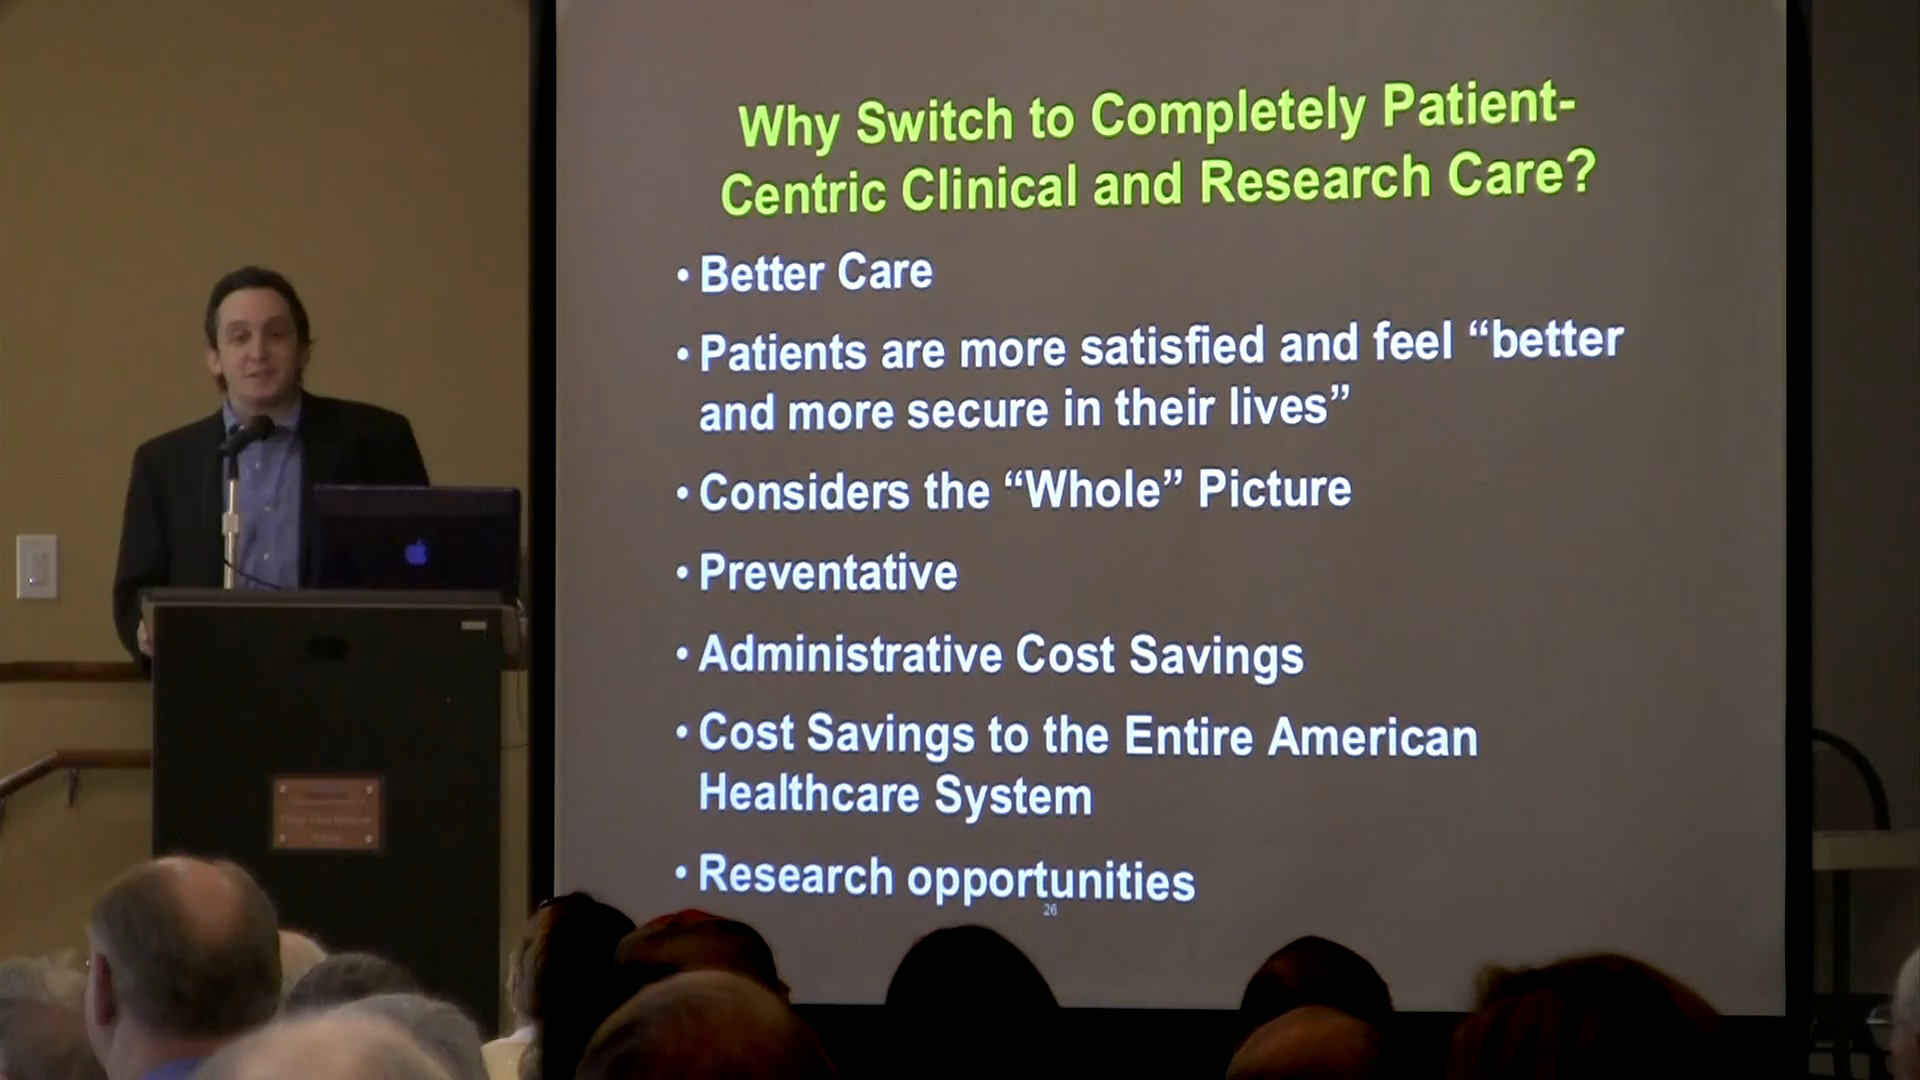 Why Switch to Completely Patient-
Centric Clinical and Research Care?
• Better Care
• Patients are more satisfied and feel “better
and more secure in their lives”
• Considers the “Whole” Picture
• Preventative
• Administrative Cost Savings
• Cost Savings to the Entire American
Healthcare System
• Research opportunities
26